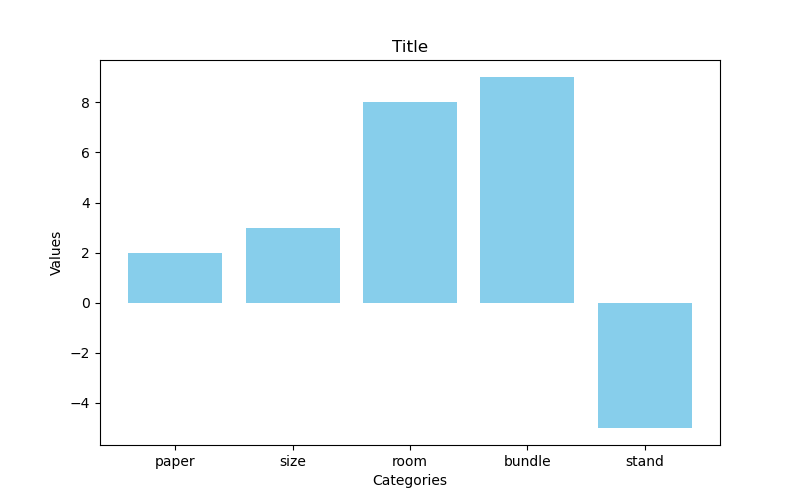 Title
Values
8
6
4
2
0
−2
−4
paper size room bundle stand
Categories